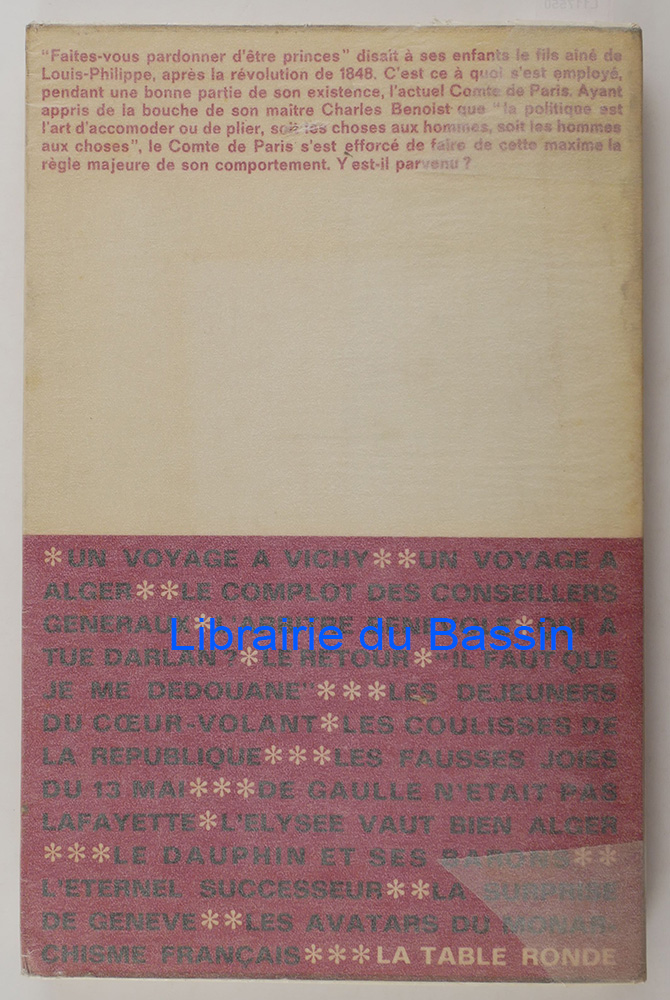 "Faites-vous pardonner d'être princes" disait à ses enfants le fils aîné de
Louis-Philippe, après la révolution de 1848. C'est ce à quoi s'est employé,
pendant une bonne partie de son existence, l'actuel Comte de Paris. Ayant
appris de la bouche de son maître Charles Benoist que "la politique est
l'art d'accomoder ou de plier, soit les choses aux hommes, soit les hommes
aux choses", le Comte de Paris s'est efforcé de faire de cette maxime la
règle majeure de son comportement. Y est-il parvenu ?
*UN VOYAGE A VICHY**UN VOYAGE A
ALGER**LE COMPLOT DES CONSEILLERS
GENERAUX*L'ARBITRE BENEVOLE*QUI A
TUE DARLAN ?*LE RETOUR*"IL FAUT QUE
JE ME DEDOUANE"***LES DEJEUNERS
DU CŒUR-VOLANT*LES COULISSES DE
LA REPUBLIQUE***LES FAUSSES JOIES
DU 13 MAI***DE GAULLE N'ETAIT PAS
LAFAYETTE*L'ELYSEE VAUT BIEN ALGER
***LE DAUPHIN ET SES BARONS**
L'ETERNEL SUCCESSEUR**LA SURPRISE
DE GENEVE**LES AVATARS DU MONAR-
CHISME FRANÇAIS***LA TABLE RONDE
Librairie du Bassin